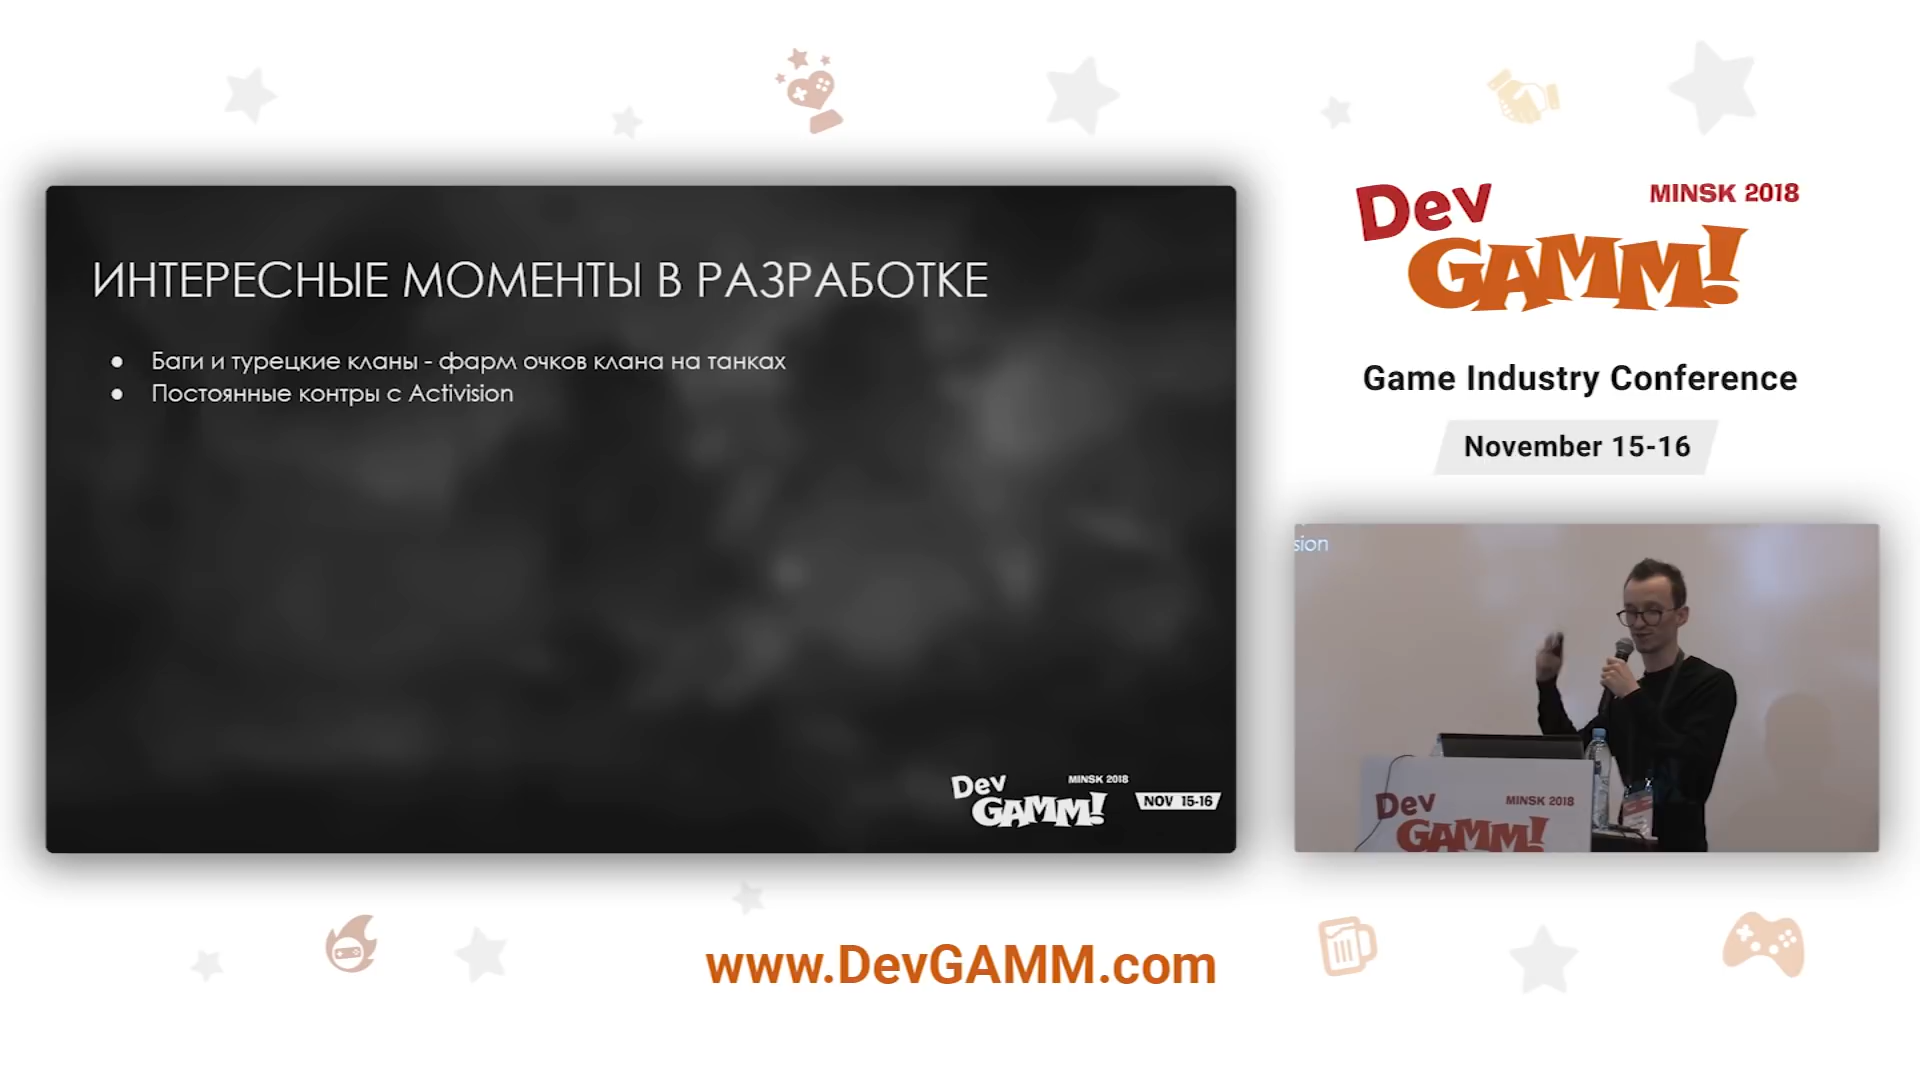 ИНТЕРЕСНЫЕ МОМЕНТЫ В РАЗРАБОТКЕ
● Баги и турецкие кланы - фарм очков клана на танках
● Постоянные контры с Activision
Dev GAMM!
MINSK 2018
NOV 15-16
Dev GAMM!
MINSK 2018
Game Industry Conference
November 15-16
sion
Dev GAMM!
MINSK 2018
www.DevGAMM.com